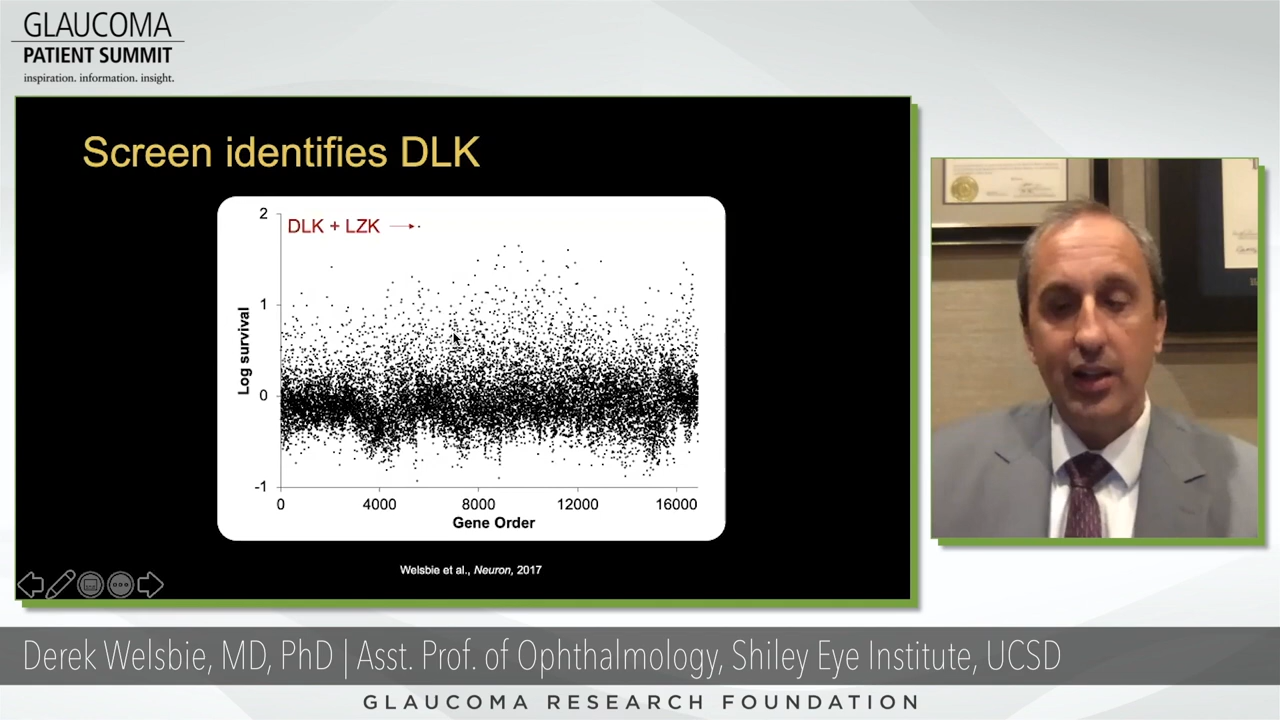 GLAUCOMA
PATIENT SUMMIT
inspiration. information. insight.
Screen identifies DLK
2
DLK + LZK
1
Log survival
0
-1
0 4000 8000 12000 16000
Gene Order
Welsbie et al., Neuron, 2017
Derek Welsbie, MD, PhD | Asst. Prof. of Ophthalmology, Shiley Eye Institute, UCSD
GLAUCOMA RESEARCH FOUNDATION